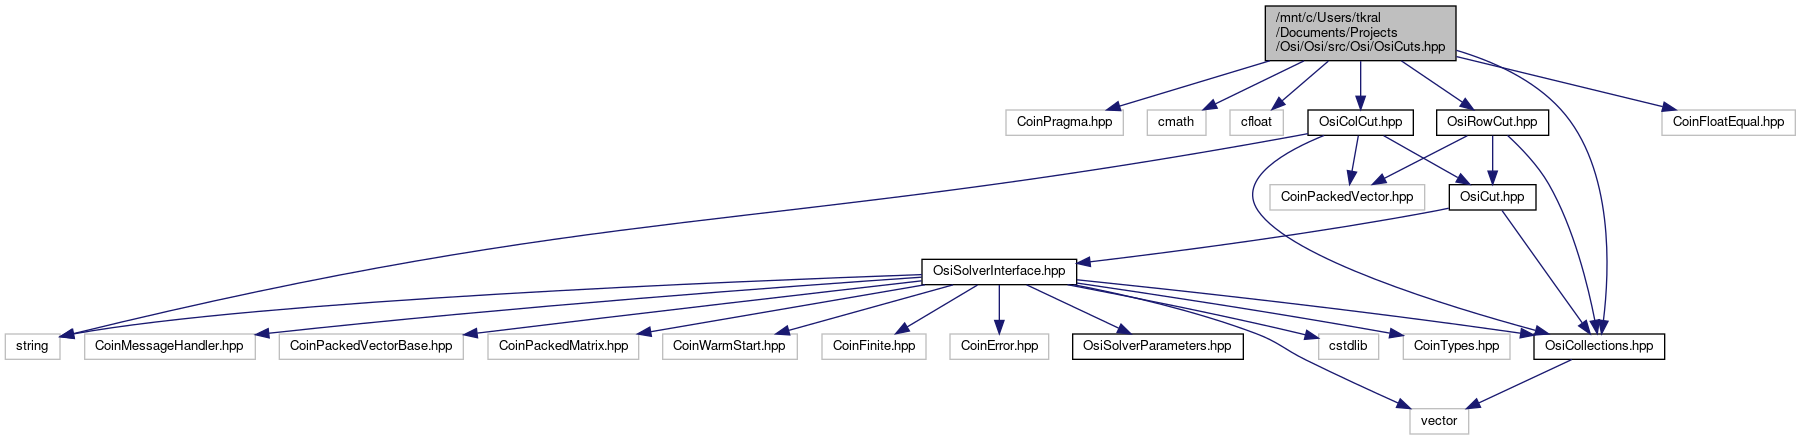 /mnt/c/Users/tkral
/Documents/Projects
/Osi/Osi/src/Osi/OsiCuts.hpp
CoinPragma.hpp
cmath
cfloat
OsiColCut.hpp
OsiRowCut.hpp
CoinFloatEqual.hpp
CoinPackedVector.hpp
OsiCut.hpp
OsiSolverInterface.hpp
string
CoinMessageHandler.hpp
CoinPackedVectorBase.hpp
CoinPackedMatrix.hpp
CoinWarmStart.hpp
CoinFinite.hpp
CoinError.hpp
OsiSolverParameters.hpp
cstdlib
CoinTypes.hpp
OsiCollections.hpp
vector